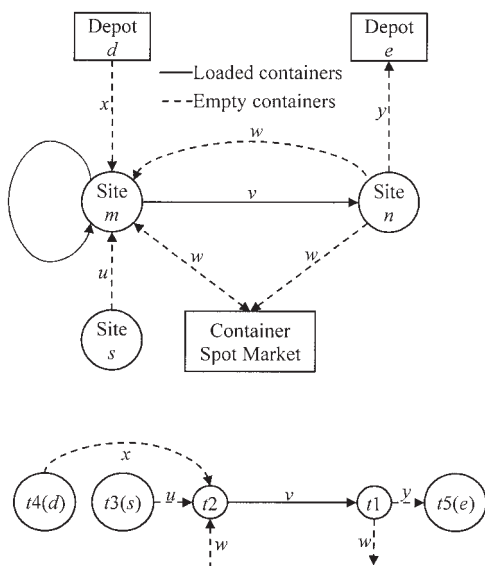 Depot
d
Depot
e
Loaded containers
Empty containers
x
y
w
Site
m
v
Site
n
u
w
w
Site
s
Container
Spot Market
x
t4(d)
t3(s)
u
t2
v
t1
y
t5(e)
w
w